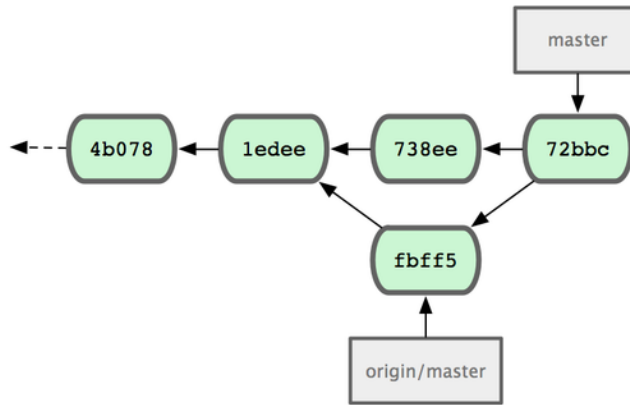 master
4b078
1edee
738ee
72bbc
fbff5
origin/master